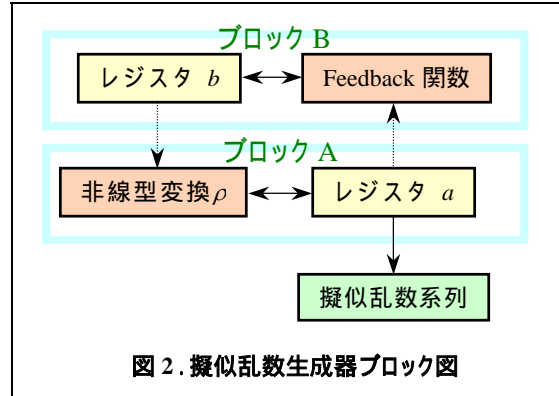 ブロック B
レジスタ b
Feedback 関数
ブロック A
非線型変換ρ
レジスタ a
擬似乱数系列
図 2 . 擬似乱数生成器ブロック図